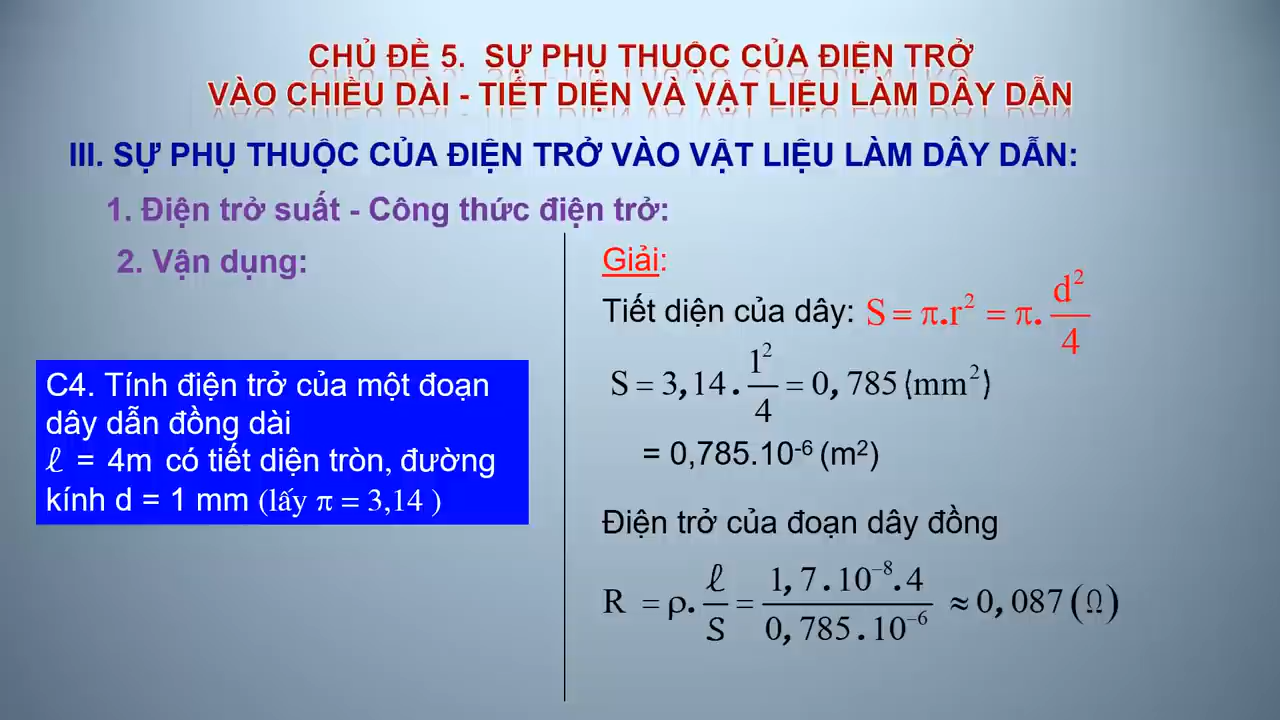 CHỦ ĐỀ 5. SỰ PHỤ THUỘC CỦA ĐIỆN TRỞ
VÀO CHIỀU DÀI - TIẾT DIỆN VÀ VẬT LIỆU LÀM DÂY DẪN
III. SỰ PHỤ THUỘC CỦA ĐIỆN TRỞ VÀO VẬT LIỆU LÀM DÂY DẪN:
1. Điện trở suất - Công thức điện trở:
2. Vận dụng:
C4. Tính điện trở của một đoạn
dây dẫn đồng dài
ℓ = 4m có tiết diện tròn, đường
kính d = 1 mm (lấy π = 3,14 )
Giải:
Tiết diện của dây: S = π.r² = π. d²/4
S = 3,14 . 1²/4 = 0,785 (mm²)
= 0,785.10⁻⁶ (m²)
Điện trở của đoạn dây đồng
R = ρ. ℓ/S = 1,7.10⁻⁸.4 / 0,785.10⁻⁶ ≈ 0,087 (Ω)